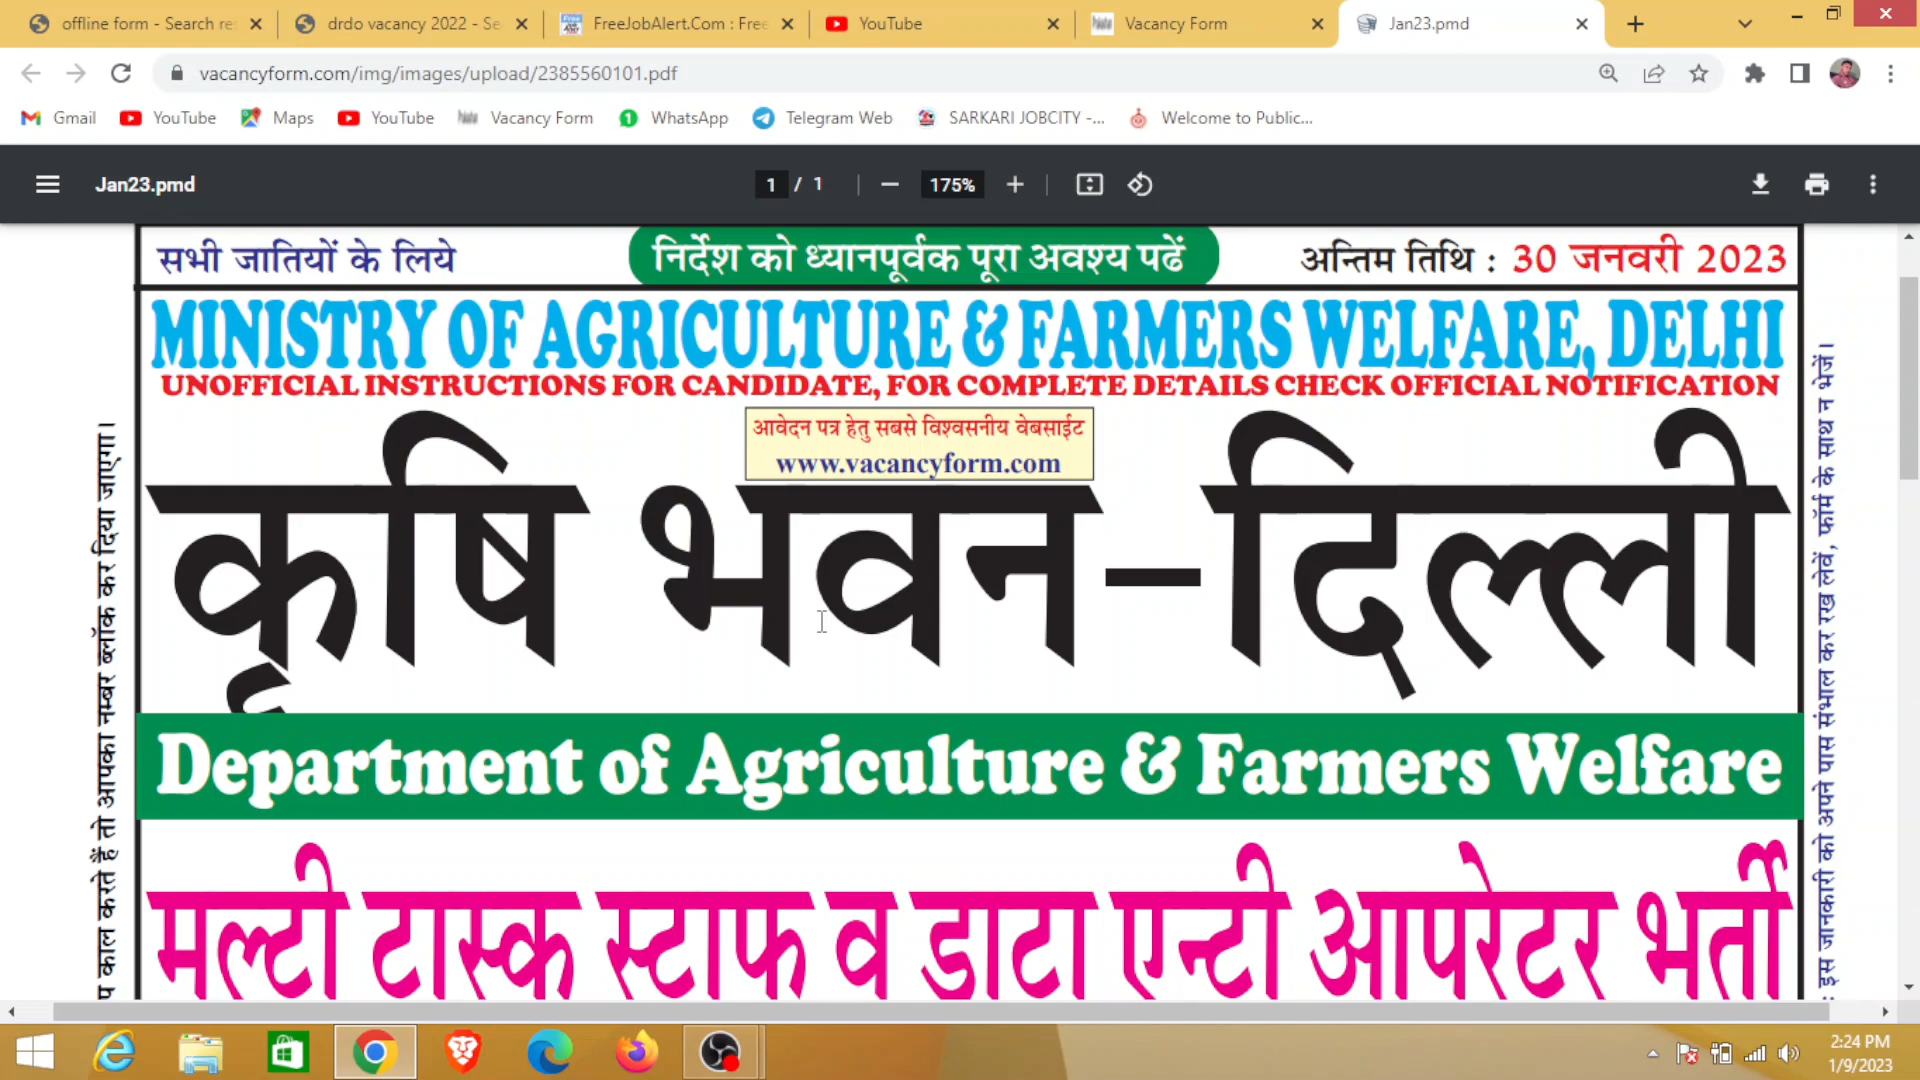 offline form - Search re
drdo vacancy 2022 - Se
FreeJobAlert.Com : Free
YouTube
Vacancy Form
Jan23.pmd
vacancyform.com/img/images/upload/2385560101.pdf
Gmail
YouTube
Maps
YouTube
Vacancy Form
WhatsApp
Telegram Web
SARKARI JOBCITY -...
Welcome to Public...
Jan23.pmd
1 / 1
175%
सभी जातियों के लिये
निर्देश को ध्यानपूर्वक पूरा अवश्य पढें
अन्तिम तिथि : 30 जनवरी 2023
MINISTRY OF AGRICULTURE & FARMERS WELFARE, DELHI
UNOFFICIAL INSTRUCTIONS FOR CANDIDATE, FOR COMPLETE DETAILS CHECK OFFICIAL NOTIFICATION
आवेदन पत्र हेतु सबसे विश्वसनीय वेबसाईट
www.vacancyform.com
कृषि भवन-दिल्ली
Department of Agriculture & Farmers Welfare
मल्टी टास्क स्टाफ व डाटा एन्टी आपरेटर भर्ती
काल करते हैं तो आपका नम्बर ब्लॉक कर दिया जाएगा।
इस जानकारी को अपने पास संभाल कर रख लेवें, फॉर्म के साथ न भेजें।
2:24 PM
1/9/2023